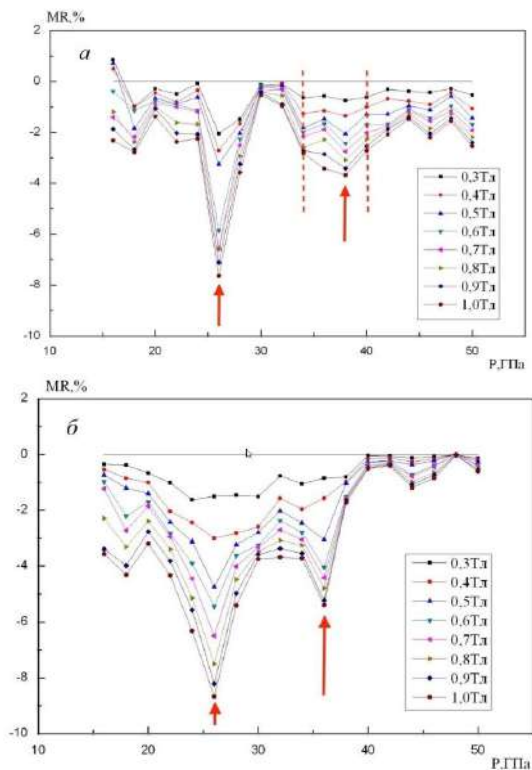 MR,%
а
2
0
-2
-4
-6
-8
-10
0,3Тл
0,4Тл
0,5Тл
0,6Тл
0,7Тл
0,8Тл
0,9Тл
1,0Тл
10 20 30 40 50
Р,ГПа
MR,%
б
2
0
-2
-4
-6
-8
-10
0,3Тл
0,4Тл
0,5Тл
0,6Тл
0,7Тл
0,8Тл
0,9Тл
1,0Тл
10 20 30 40 50
Р,ГПа